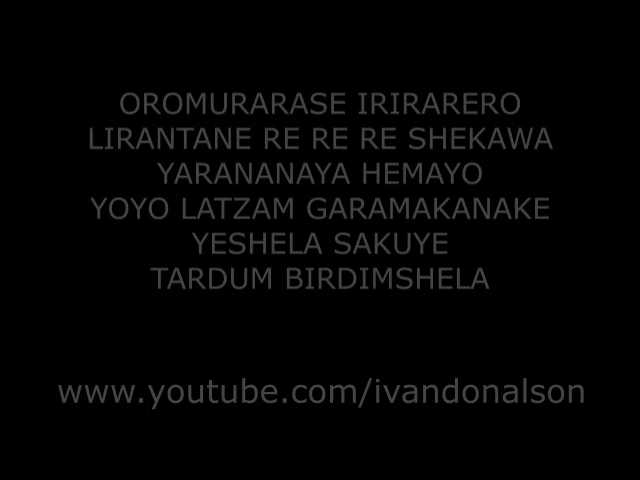 OROMURARASE IRIRARERO
LIRANTANE RE RE RE SHEKAWA
YARANANAYA HEMAYO
YOYO LATZAM GARAMAKANAKE
YESHELA SAKUYE
TARDUM BIRDIMSHELA
www.youtube.com/ivandonalson